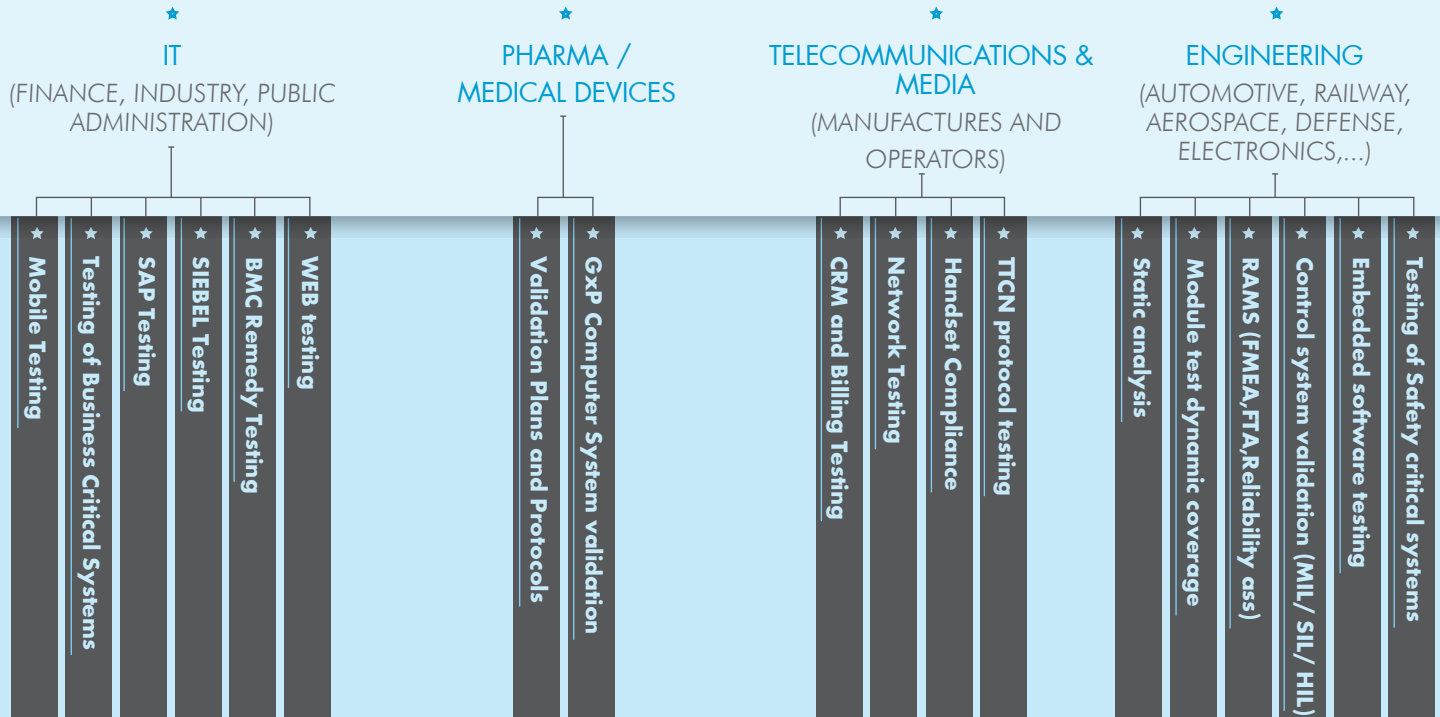 IT
(FINANCE, INDUSTRY, PUBLIC
ADMINISTRATION)
Mobile Testing
Testing of Business Critical Systems
SAP Testing
SIEBEL Testing
BMC Remedy Testing
WEB testing
PHARMA /
MEDICAL DEVICES
Validation Plans and Protocols
GxP Computer System validation
TELECOMMUNICATIONS &
MEDIA
(MANUFACTURES AND
OPERATORS)
CRM and Billing Testing
Network Testing
Handset Compliance
TTCN protocol testing
ENGINEERING
(AUTOMOTIVE, RAILWAY,
AEROSPACE, DEFENSE,
ELECTRONICS,...)
Static analysis
Module test dynamic coverage
RAMS (FMEA,FTA,Reliability ass)
Control system validation (MIL/ SIL/ HIL)
Embedded software testing
Testing of Safety critical systems